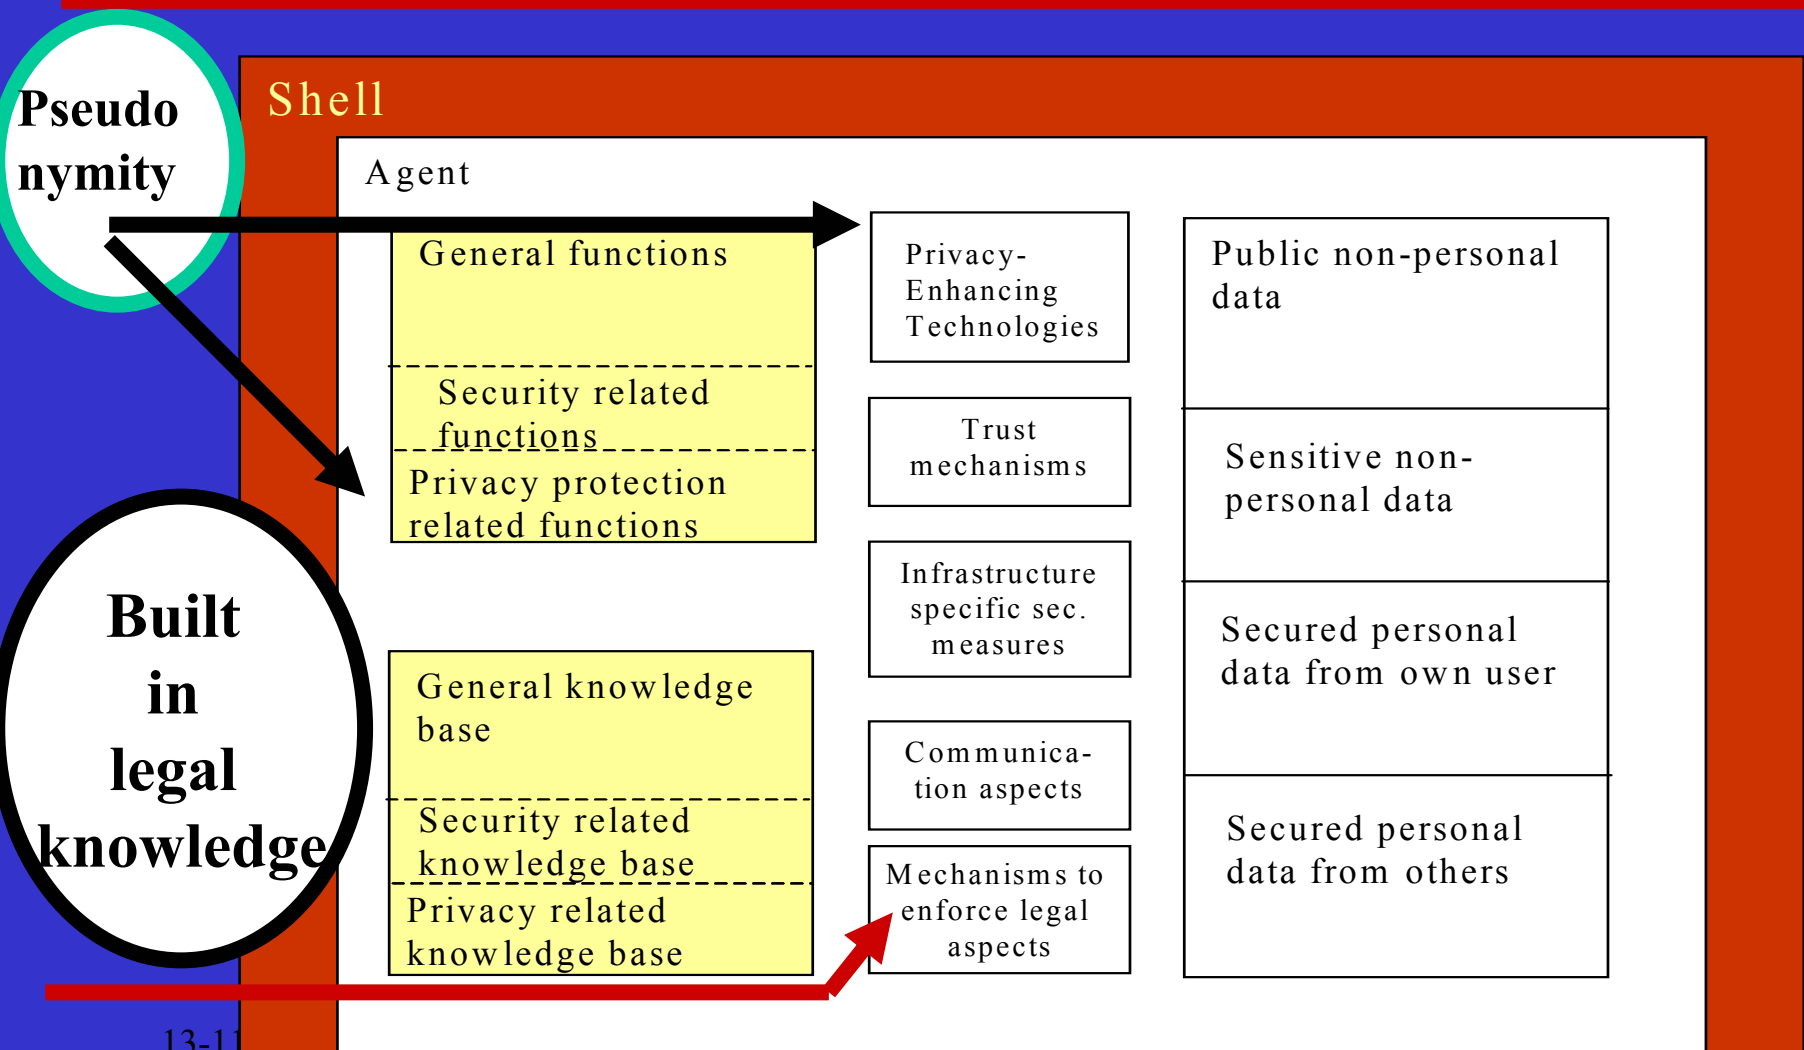 Pseudo
nymity
Shell
Agent
General functions
Security related
functions
Privacy protection
related functions
Privacy-
Enhancing
Technologies
Public non-personal
data
Trust
mechanisms
Sensitive non-
personal data
Built
in
legal
knowledge
Infrastructure
specific sec.
measures
Secured personal
data from own user
General knowledge
base
Security related
knowledge base
Privacy related
knowledge base
Communica-
tion aspects
Mechanisms to
enforce legal
aspects
Secured personal
data from others
13-11